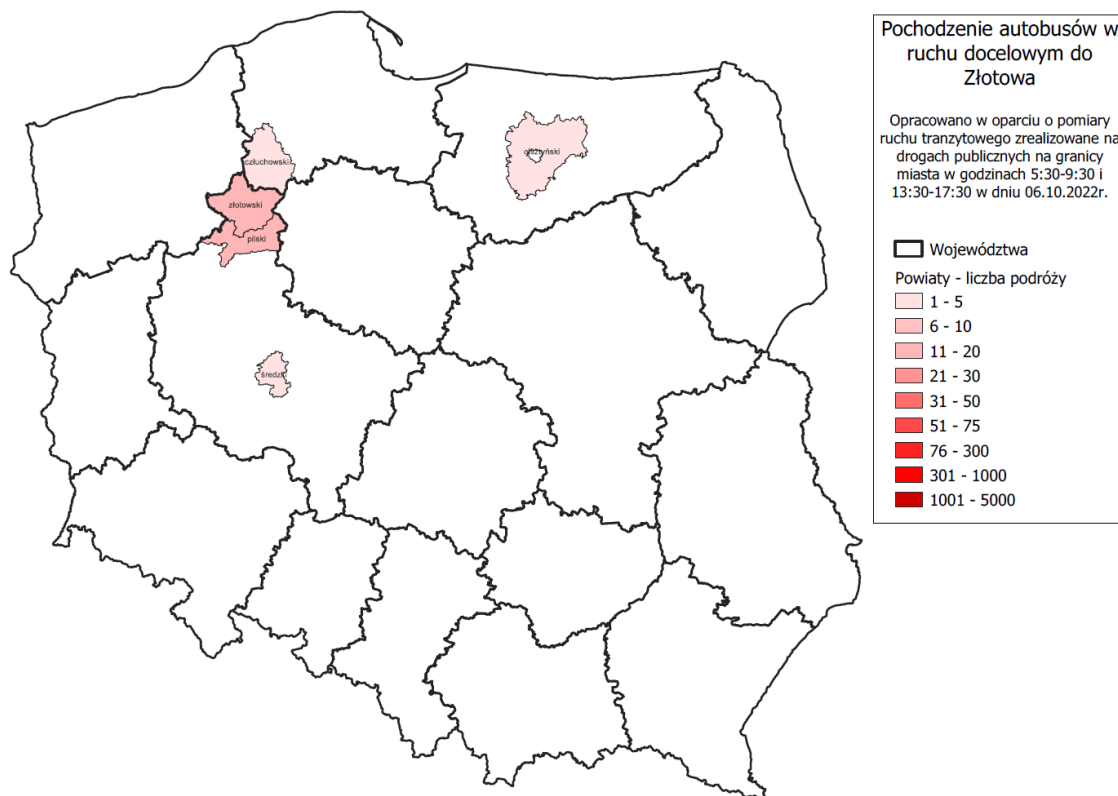 Pochodzenie autobusów w
ruchu docelowym do
Złotowa
Opracowano w oparciu o pomiary
ruchu tranzytowego zrealizowane na
drogach publicznych na granicy
miasta w godzinach 5:30-9:30 i
13:30-17:30 w dniu 06.10.2022r.
Województwa
Powiaty - liczba podróży
1 - 5
6 - 10
11 - 20
21 - 30
31 - 50
51 - 75
76 - 300
301 - 1000
1001 - 5000
olsztyński
człuchowski
złotowski
pilski
średzki